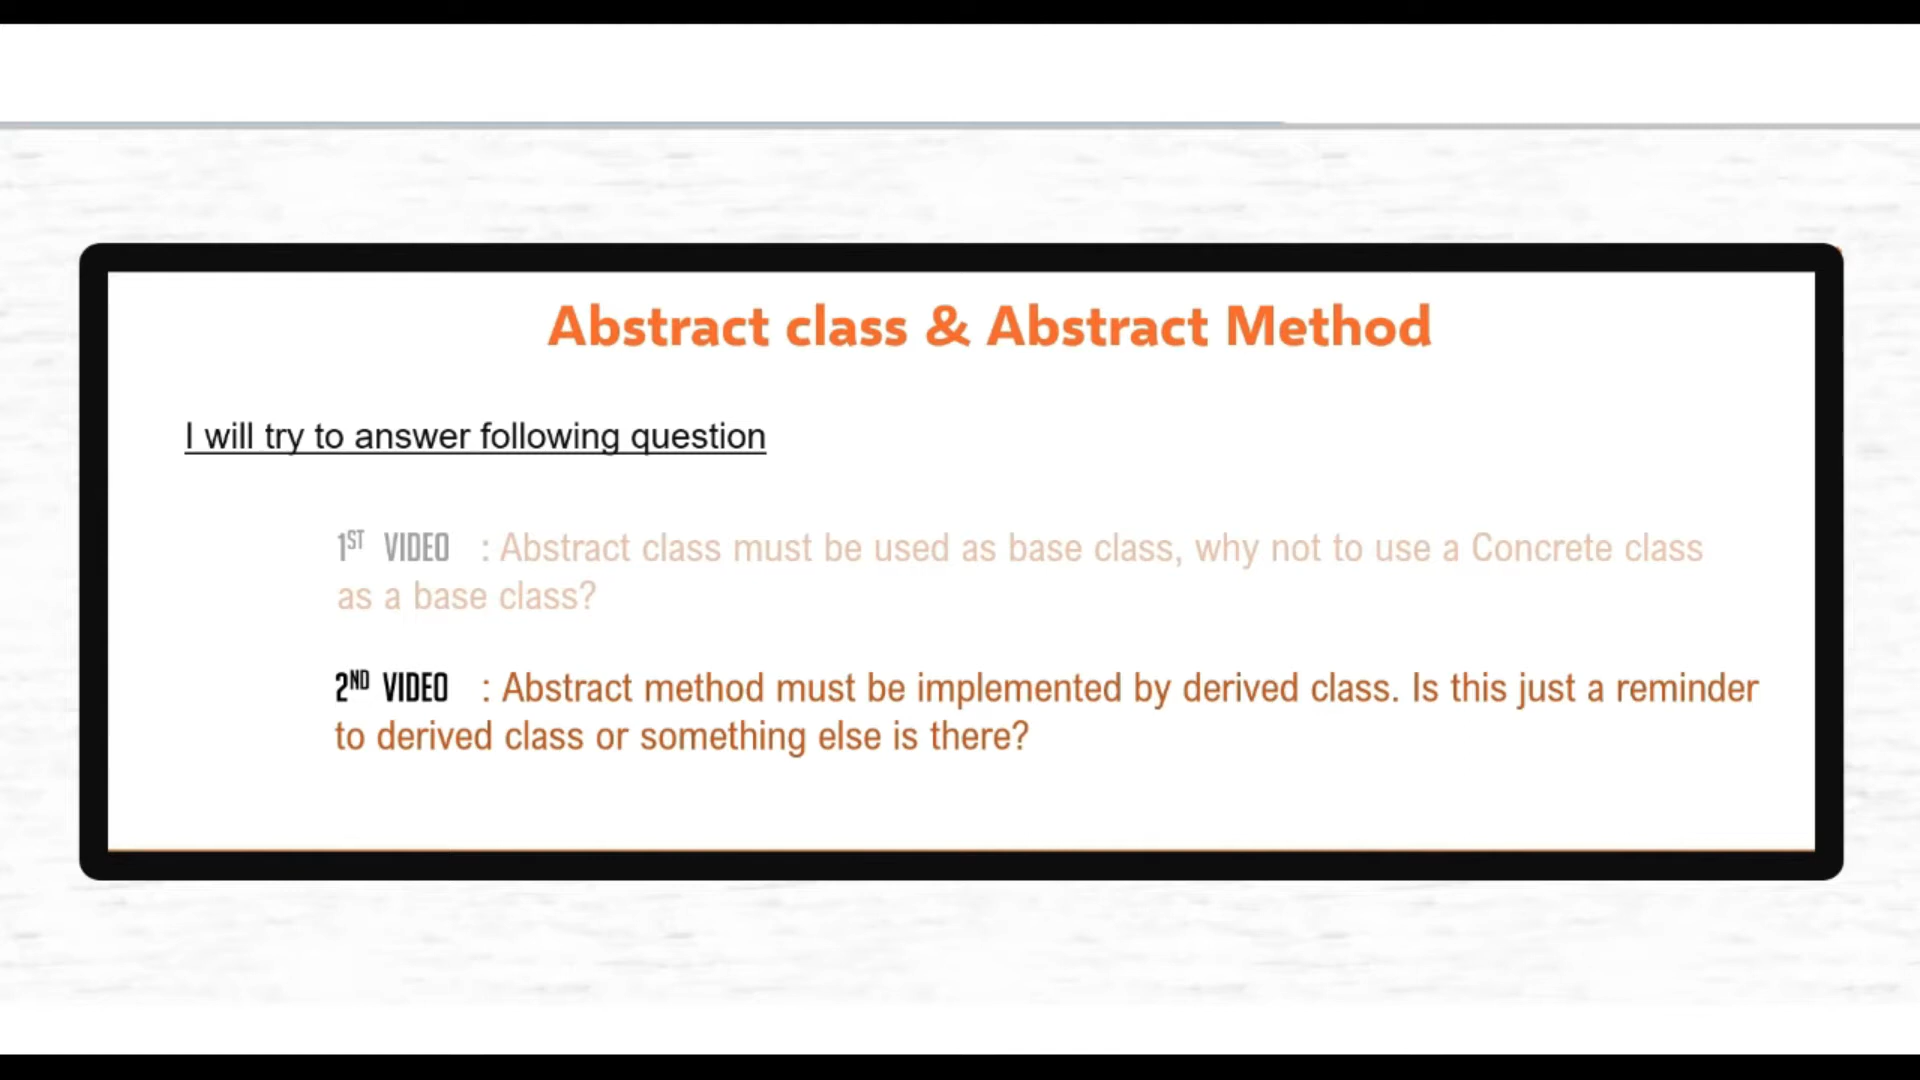 Abstract class & Abstract Method
I will try to answer following question
1ST VIDEO : Abstract class must be used as base class, why not to use a Concrete class
as a base class?
2ND VIDEO : Abstract method must be implemented by derived class. Is this just a reminder
to derived class or something else is there?